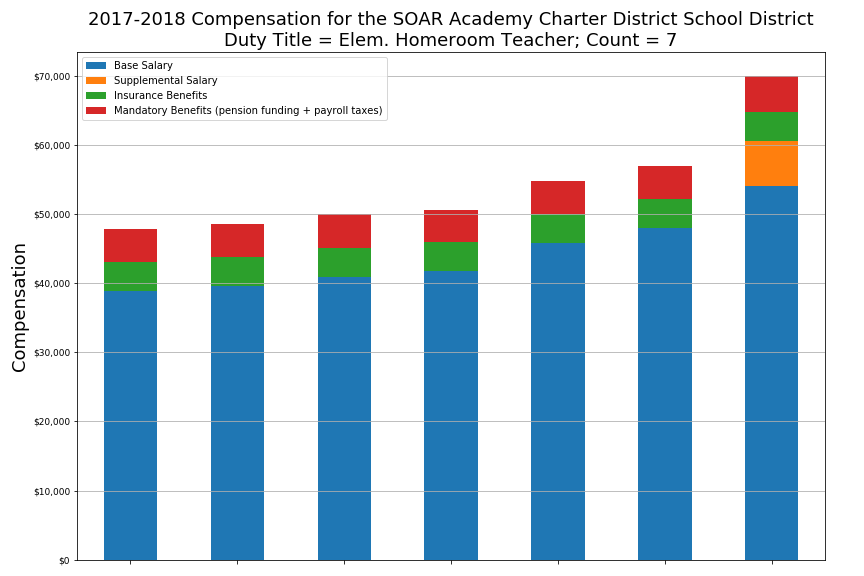 2017-2018 Compensation for the SOAR Academy Charter District School District
Duty Title = Elem. Homeroom Teacher; Count = 7
Base Salary
Supplemental Salary
Insurance Benefits
Mandatory Benefits (pension funding + payroll taxes)
Compensation
$70,000
$60,000
$50,000
$40,000
$30,000
$20,000
$10,000
$0